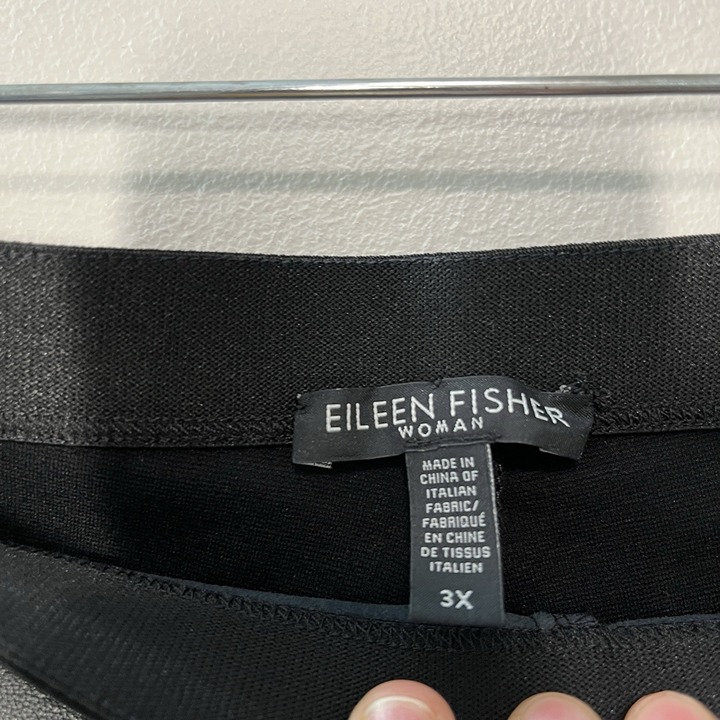 EILEEN FISHER
WOMAN
MADE IN
CHINA OF
ITALIAN
FABRIC/
FABRIQUÉ
EN CHINE
DE TISSUS
ITALIEN
3X